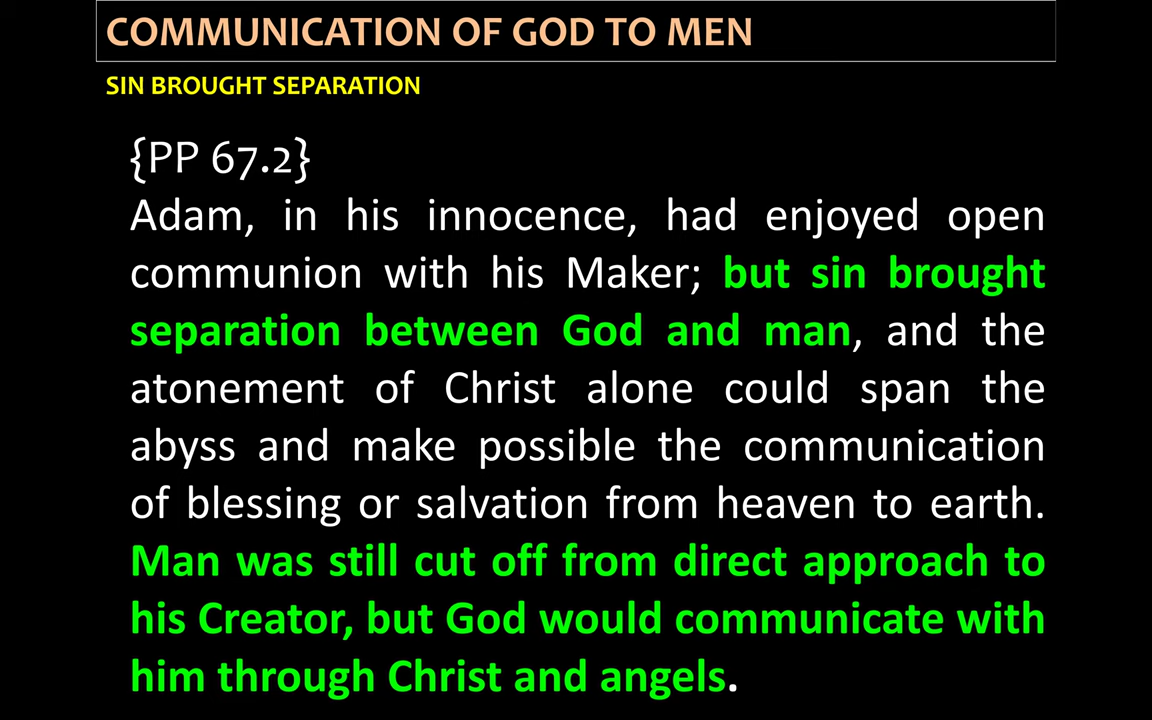 COMMUNICATION OF GOD TO MEN
SIN BROUGHT SEPARATION
{PP 67.2}
Adam, in his innocence, had enjoyed open
communion with his Maker; but sin brought
separation between God and man, and the
atonement of Christ alone could span the
abyss and make possible the communication
of blessing or salvation from heaven to earth.
Man was still cut off from direct approach to
his Creator, but God would communicate with
him through Christ and angels.